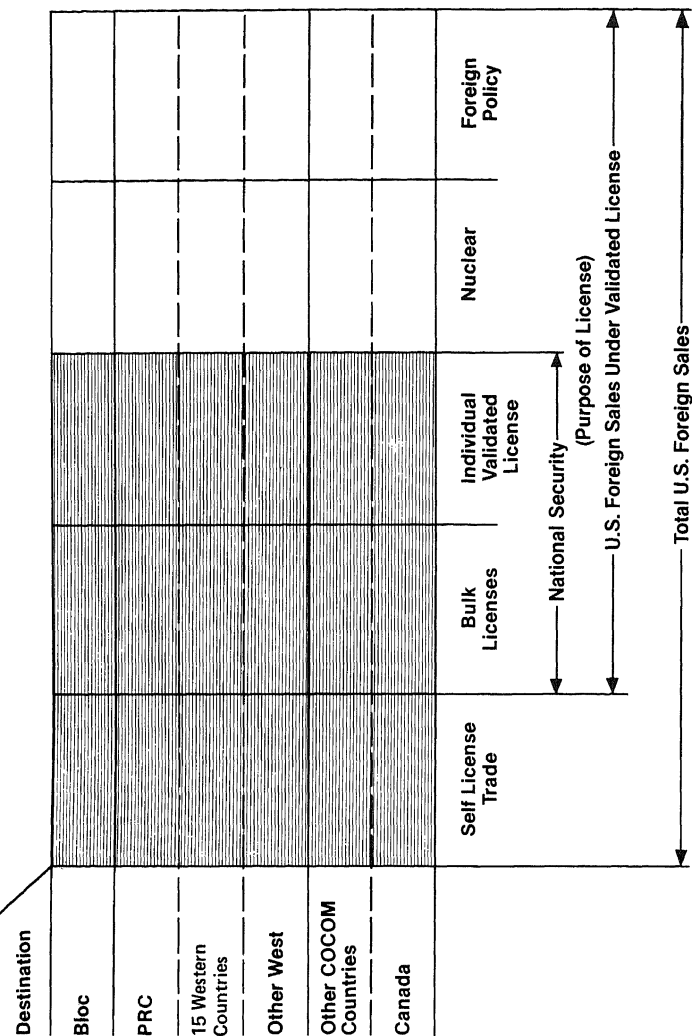 Destination
Bloc
PRC
15 Western
Countries
Other West
Other COCOM
Countries
Canada
Self License
Trade
Bulk
Licenses
Individual
Validated
License
Nuclear
Foreign
Policy
National Security
(Purpose of License)
U.S. Foreign Sales Under Validated License
Total U.S. Foreign Sales